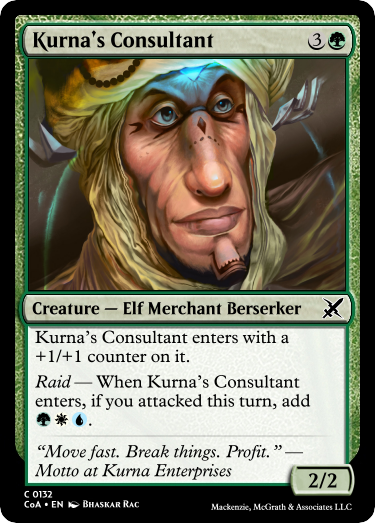 Kurna's Consultant 3
Creature — Elf Merchant Berserker
Kurna's Consultant enters with a
+1/+1 counter on it.
Raid — When Kurna's Consultant
enters, if you attacked this turn, add
.
“Move fast. Break things. Profit.” —
Motto at Kurna Enterprises
2/2
C 0132
CoA • EN Bhaskar Rac
Mackenzie, McGrath & Associates LLC